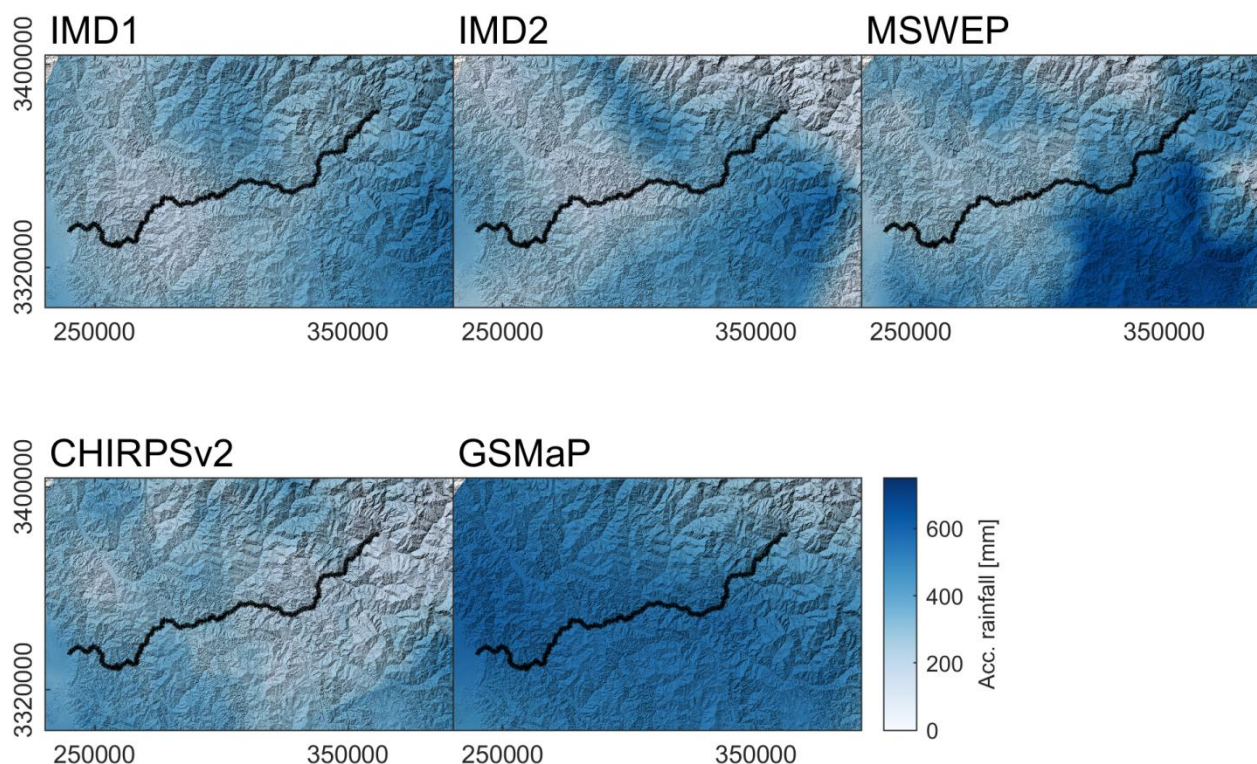 IMD1 IMD2 MSWEP
3400000
3320000
250000 350000 250000 350000 250000 350000
CHIRPSv2 GSMaP
3400000
3320000
250000 350000 250000 350000
600
400
200
0
Acc. rainfall [mm]